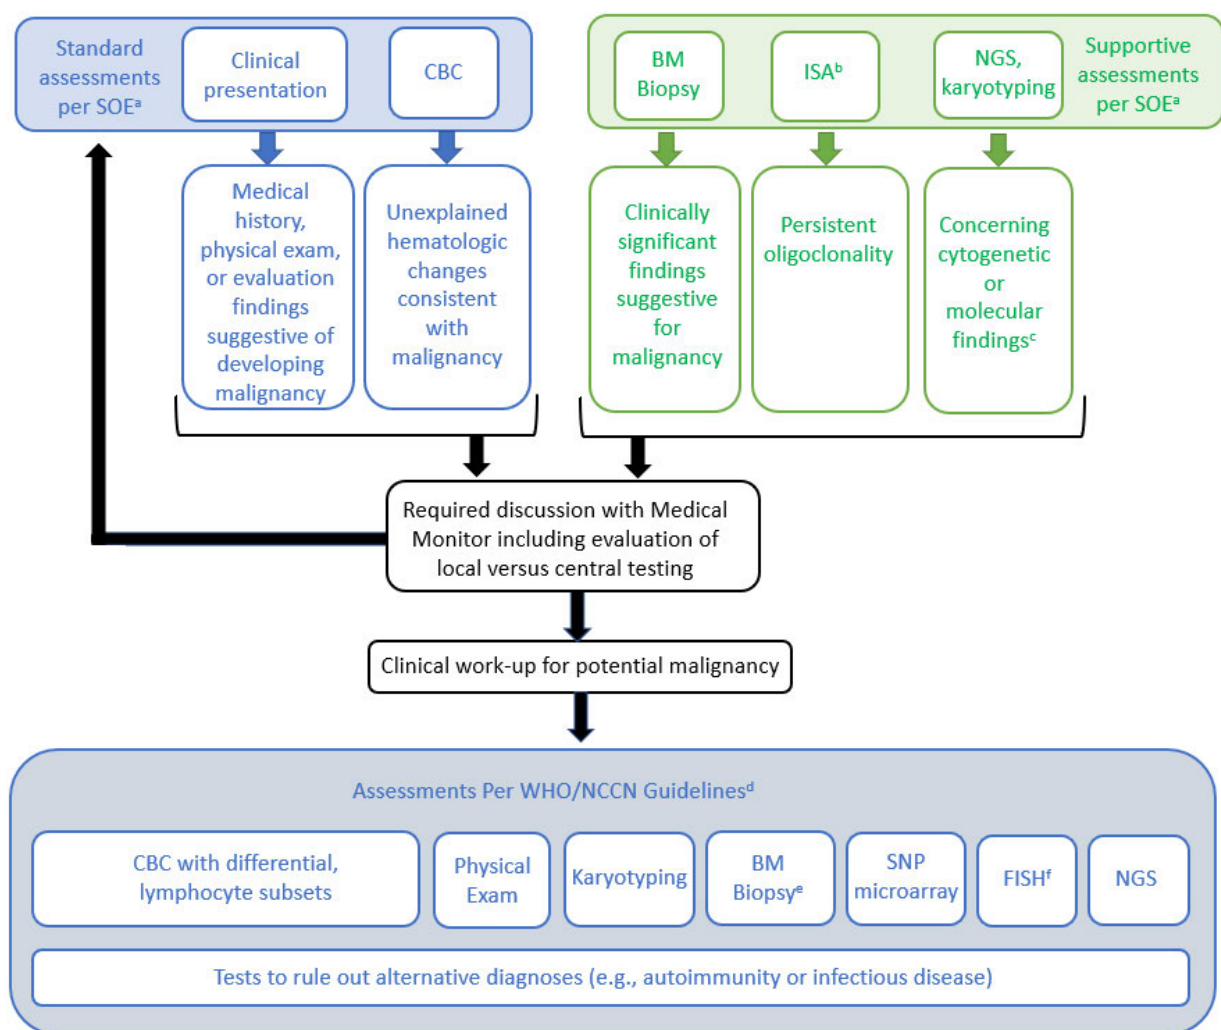 Standard
assessments
per SOEᵃ
Clinical
presentation
CBC
BM
Biopsy
ISAᵇ
NGS,
karyotyping
Supportive
assessments
per SOEᵃ
Medical
history,
physical exam,
or evaluation
findings
suggestive of
developing
malignancy
Unexplained
hematologic
changes
consistent
with
malignancy
Clinically
significant
findings
suggestive
for
malignancy
Persistent
oligoclonality
Concerning
cytogenetic
or
molecular
findingsᶜ
Required discussion with Medical
Monitor including evaluation of
local versus central testing
Clinical work-up for potential malignancy
Assessments Per WHO/NCCN Guidelinesᵈ
CBC with differential,
lymphocyte subsets
Physical
Exam
Karyotyping
BM
Biopsyᵉ
SNP
microarray
FISHᶠ
NGS
Tests to rule out alternative diagnoses (e.g., autoimmunity or infectious disease)